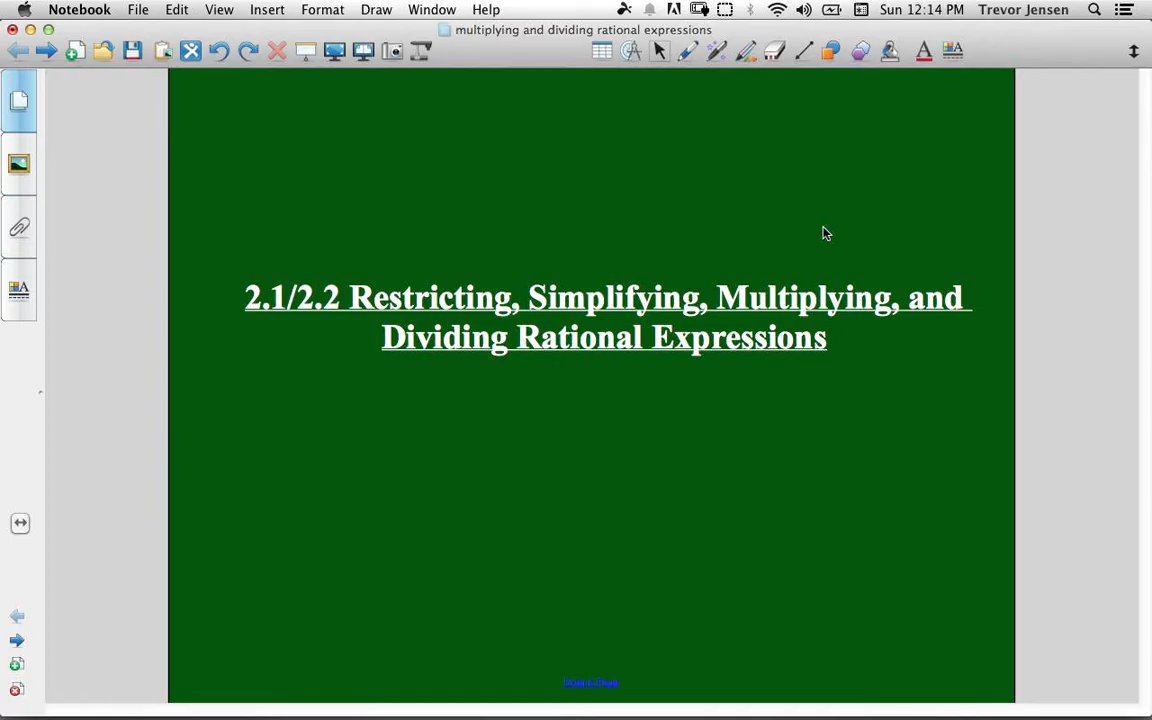 Notebook File Edit View Insert Format Draw Window Help Sun 12:14 PM Trevor Jensen
multiplying and dividing rational expressions
2.1/2.2 Restricting, Simplifying, Multiplying, and
Dividing Rational Expressions